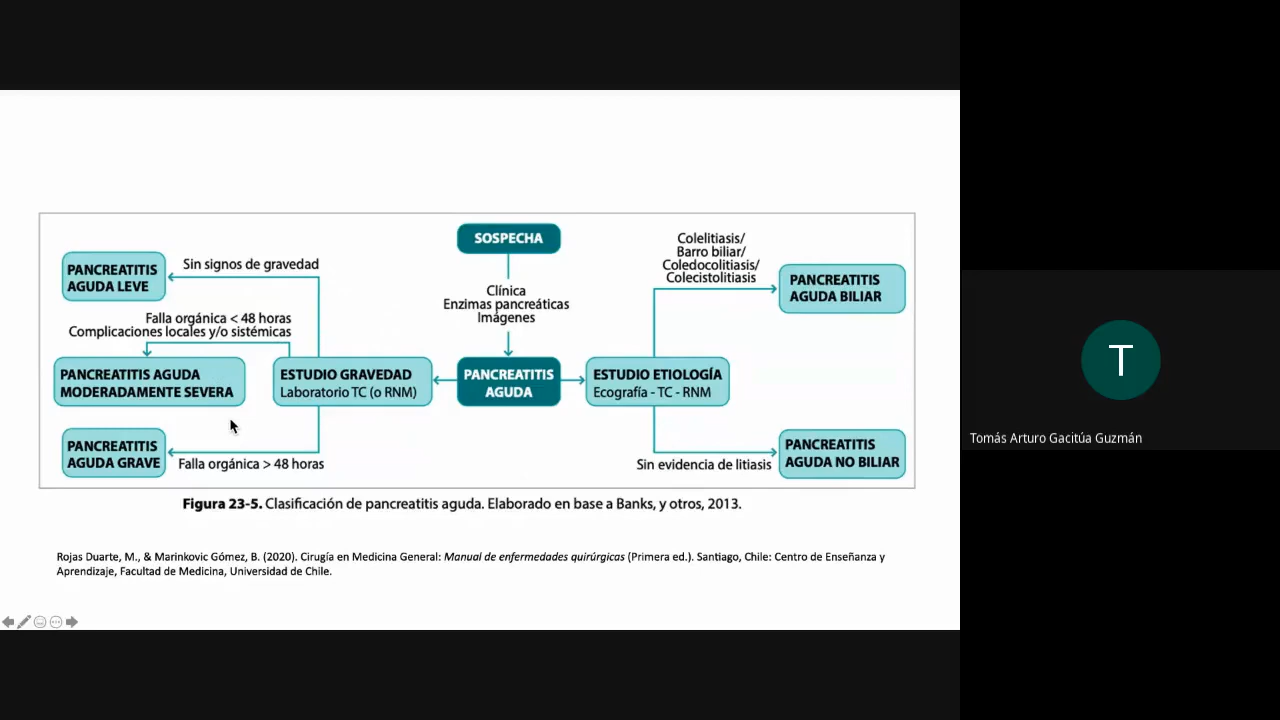 SOSPECHA
Clínica
Enzimas pancreáticas
Imágenes
PANCREATITIS
AGUDA
ESTUDIO GRAVEDAD
Laboratorio TC (o RNM)
Sin signos de gravedad
PANCREATITIS
AGUDA LEVE
Falla orgánica < 48 horas
Complicaciones locales y/o sistémicas
PANCREATITIS AGUDA
MODERADAMENTE SEVERA
Falla orgánica > 48 horas
PANCREATITIS
AGUDA GRAVE
ESTUDIO ETIOLOGÍA
Ecografía - TC - RNM
Colelitiasis/
Barro biliar/
Coledocolitiasis/
Colecistolitiasis
PANCREATITIS
AGUDA BILIAR
Sin evidencia de litiasis
PANCREATITIS
AGUDA NO BILIAR
Figura 23-5. Clasificación de pancreatitis aguda. Elaborado en base a Banks, y otros, 2013.
Rojas Duarte, M., & Marinkovic Gómez, B. (2020). Cirugía en Medicina General: Manual de enfermedades quirúrgicas (Primera ed.). Santiago, Chile: Centro de Enseñanza y
Aprendizaje, Facultad de Medicina, Universidad de Chile.
T
Tomás Arturo Gacitúa Guzmán